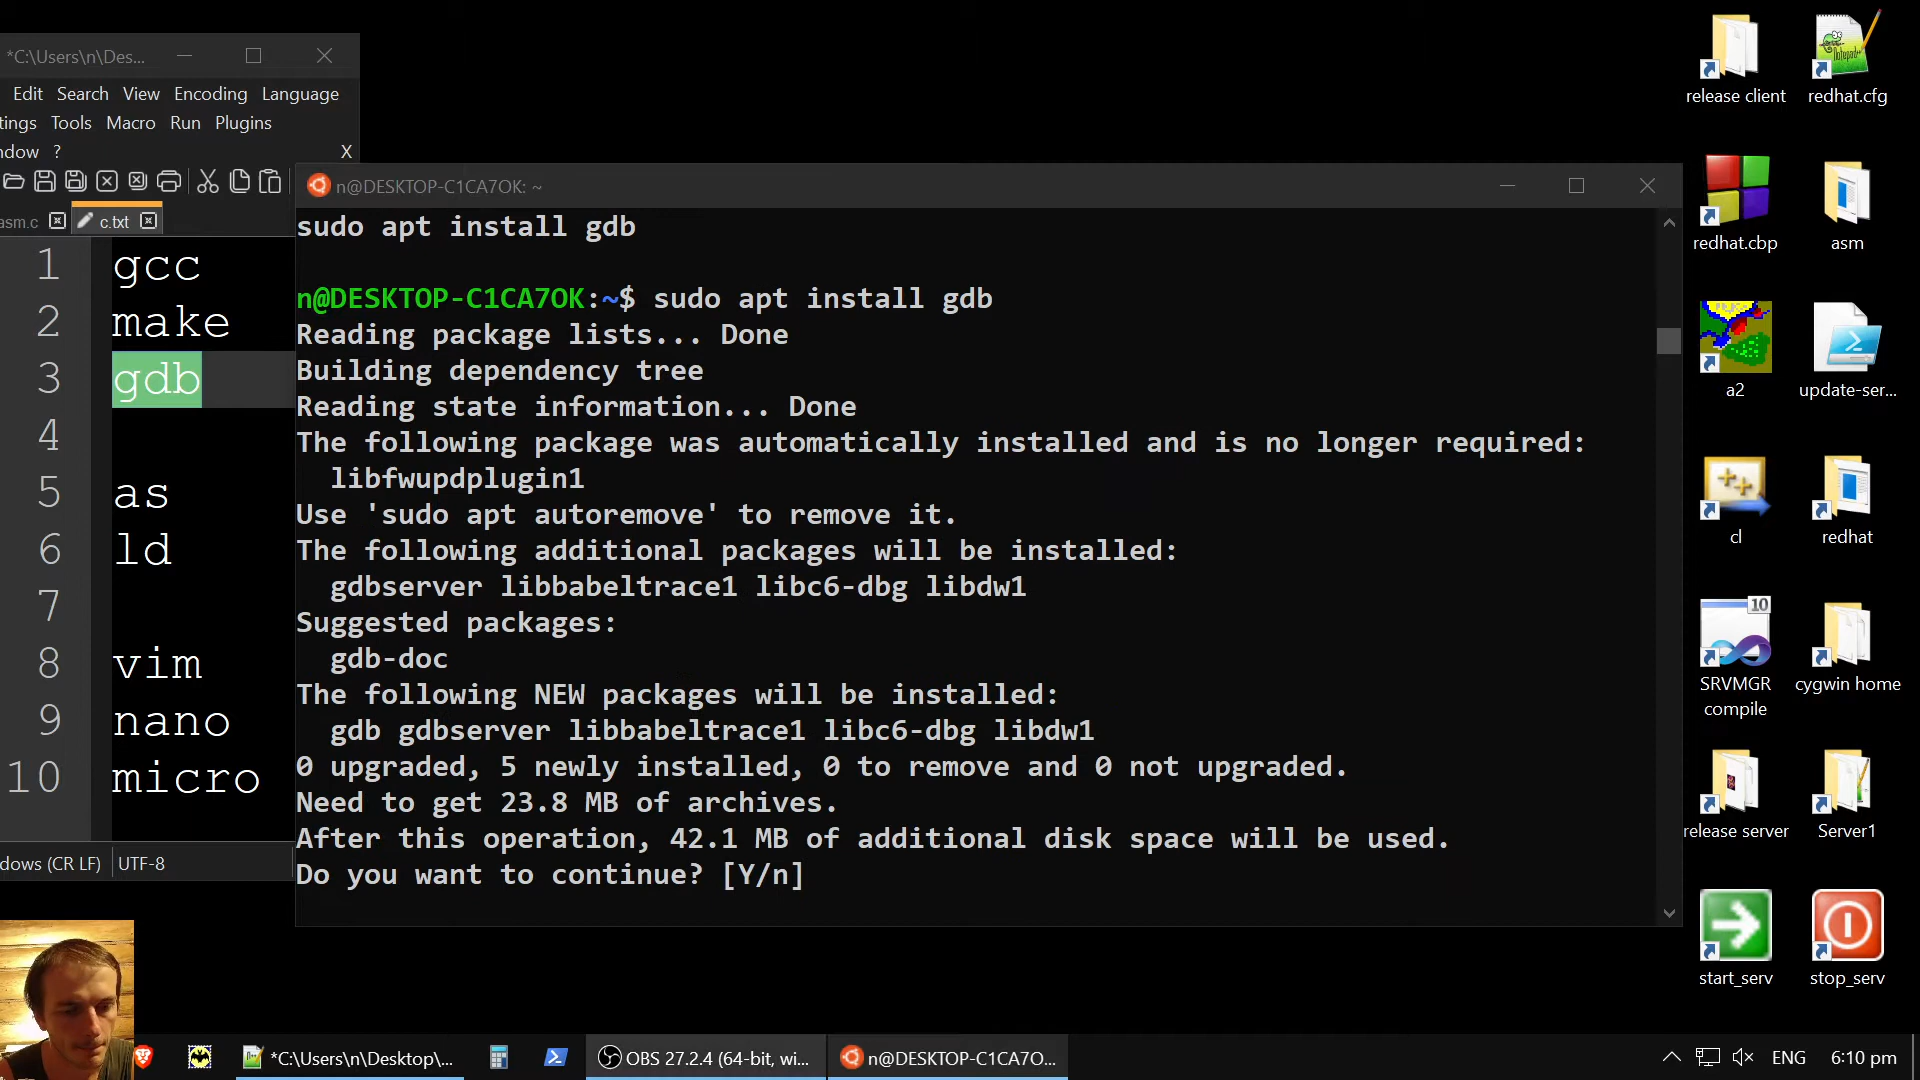 *C:\Users\n\Des...
Edit Search View Encoding Language
tings Tools Macro Run Plugins
ndow ? X
asm.c c.txt
1 gcc
2 make
3 gdb
4
5 as
6 ld
7
8 vim
9 nano
10 micro
dows (CR LF) UTF-8
n@DESKTOP-C1CA7OK: ~
sudo apt install gdb
n@DESKTOP-C1CA7OK:~$ sudo apt install gdb
Reading package lists... Done
Building dependency tree
Reading state information... Done
The following package was automatically installed and is no longer required:
libfwupdplugin1
Use 'sudo apt autoremove' to remove it.
The following additional packages will be installed:
gdbserver libbabeltrace1 libc6-dbg libdw1
Suggested packages:
gdb-doc
The following NEW packages will be installed:
gdb gdbserver libbabeltrace1 libc6-dbg libdw1
0 upgraded, 5 newly installed, 0 to remove and 0 not upgraded.
Need to get 23.8 MB of archives.
After this operation, 42.1 MB of additional disk space will be used.
Do you want to continue? [Y/n]
release client
redhat.cfg
redhat.cbp
asm
a2
update-ser...
cl
redhat
10
SRVMGR
compile
cygwin home
release server
Server1
start_serv
stop_serv
*C:\Users\n\Desktop\...
OBS 27.2.4 (64-bit, wi...
n@DESKTOP-C1CA7O...
ENG
6:10 pm